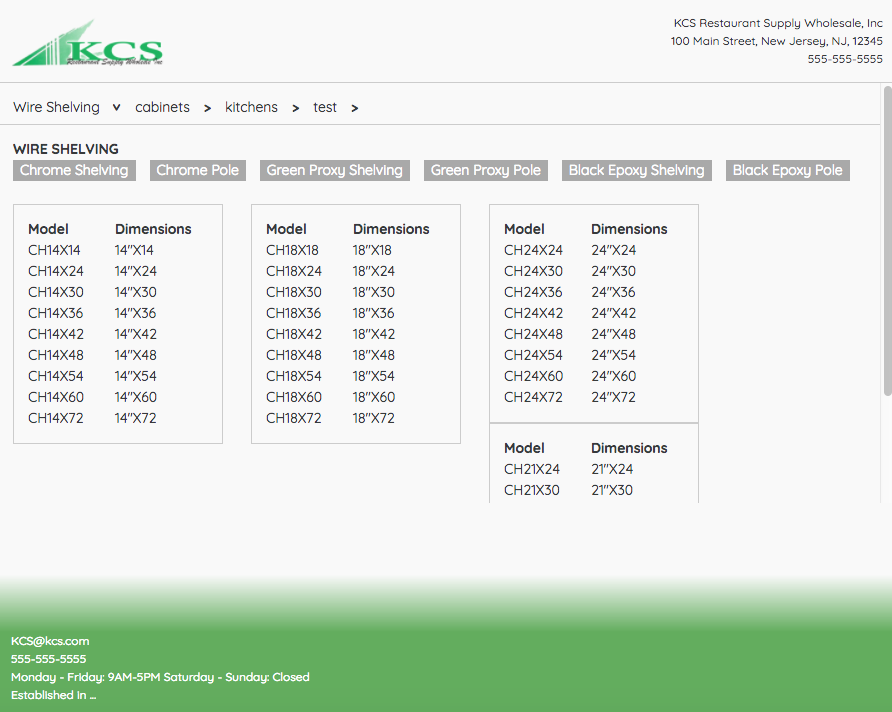 KCS
Restaurant Supply Wholesale Inc
KCS Restaurant Supply Wholesale, Inc
100 Main Street, New Jersey, NJ, 12345
555-555-5555
Wire Shelving v cabinets > kitchens > test >
WIRE SHELVING
Chrome Shelving Chrome Pole Green Proxy Shelving Green Proxy Pole Black Epoxy Shelving Black Epoxy Pole
Model Dimensions
CH14X14 14"X14
CH14X24 14"X24
CH14X30 14"X30
CH14X36 14"X36
CH14X42 14"X42
CH14X48 14"X48
CH14X54 14"X54
CH14X60 14"X60
CH14X72 14"X72
Model Dimensions
CH18X18 18"X18
CH18X24 18"X24
CH18X30 18"X30
CH18X36 18"X36
CH18X42 18"X42
CH18X48 18"X48
CH18X54 18"X54
CH18X60 18"X60
CH18X72 18"X72
Model Dimensions
CH24X24 24"X24
CH24X30 24"X30
CH24X36 24"X36
CH24X42 24"X42
CH24X48 24"X48
CH24X54 24"X54
CH24X60 24"X60
CH24X72 24"X72
Model Dimensions
CH21X24 21"X24
CH21X30 21"X30
KCS@kcs.com
555-555-5555
Monday - Friday: 9AM-5PM Saturday - Sunday: Closed
Established In ...